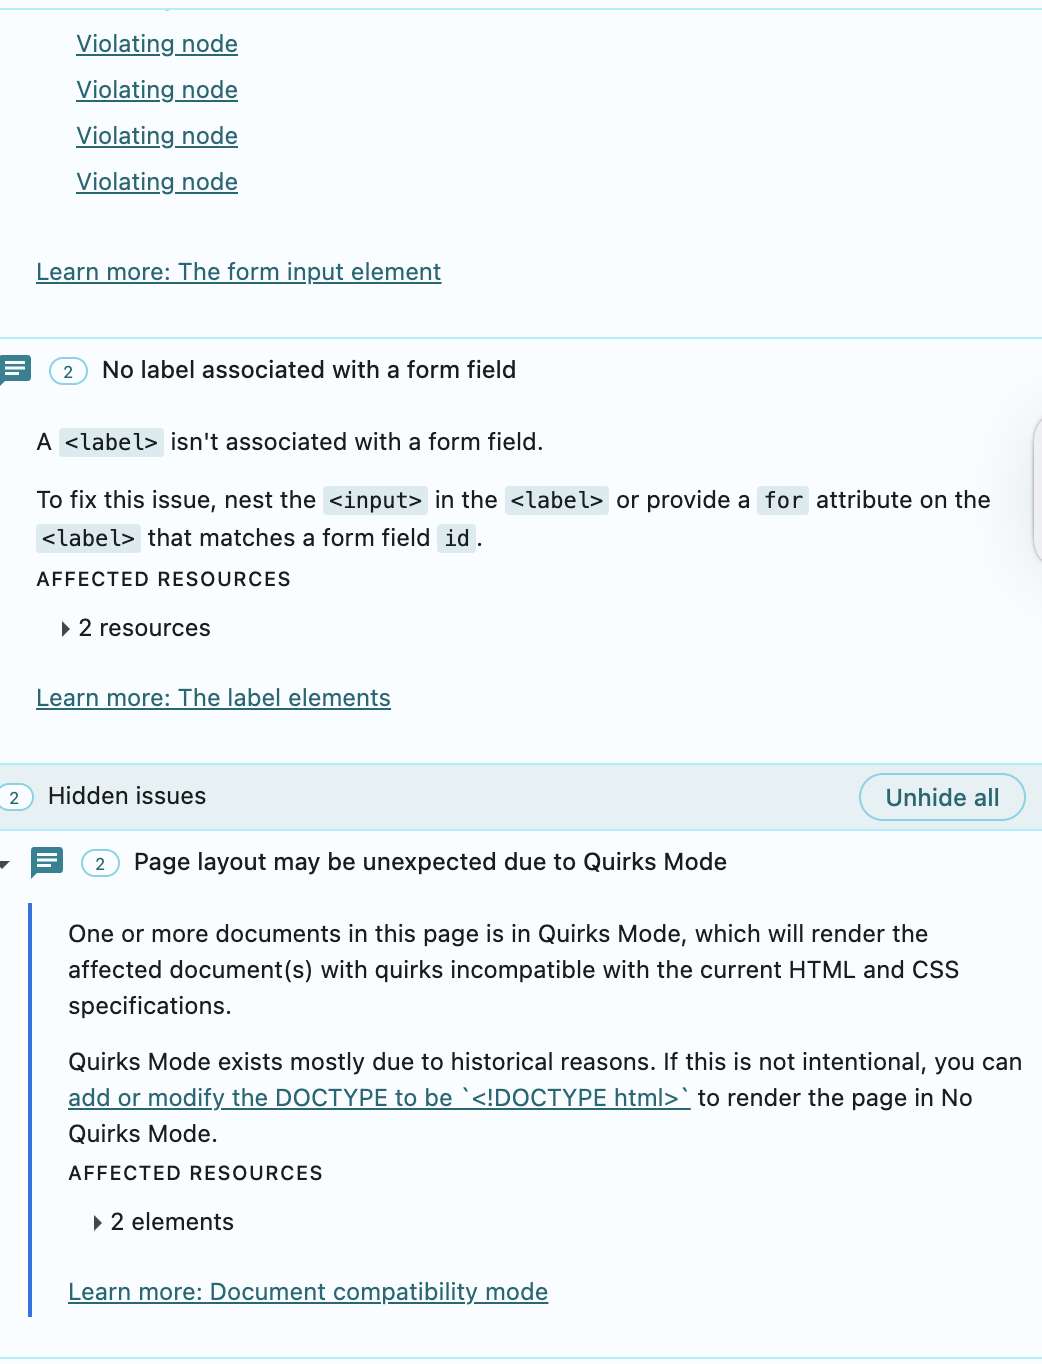 Violating node
Violating node
Violating node
Violating node
Learn more: The form input element
2 No label associated with a form field
A <label> isn't associated with a form field.
To fix this issue, nest the <input> in the <label> or provide a for attribute on the
<label> that matches a form field id.
AFFECTED RESOURCES
2 resources
Learn more: The label elements
2 Hidden issues Unhide all
2 Page layout may be unexpected due to Quirks Mode
One or more documents in this page is in Quirks Mode, which will render the
affected document(s) with quirks incompatible with the current HTML and CSS
specifications.
Quirks Mode exists mostly due to historical reasons. If this is not intentional, you can
add or modify the DOCTYPE to be `<!DOCTYPE html>` to render the page in No
Quirks Mode.
AFFECTED RESOURCES
2 elements
Learn more: Document compatibility mode